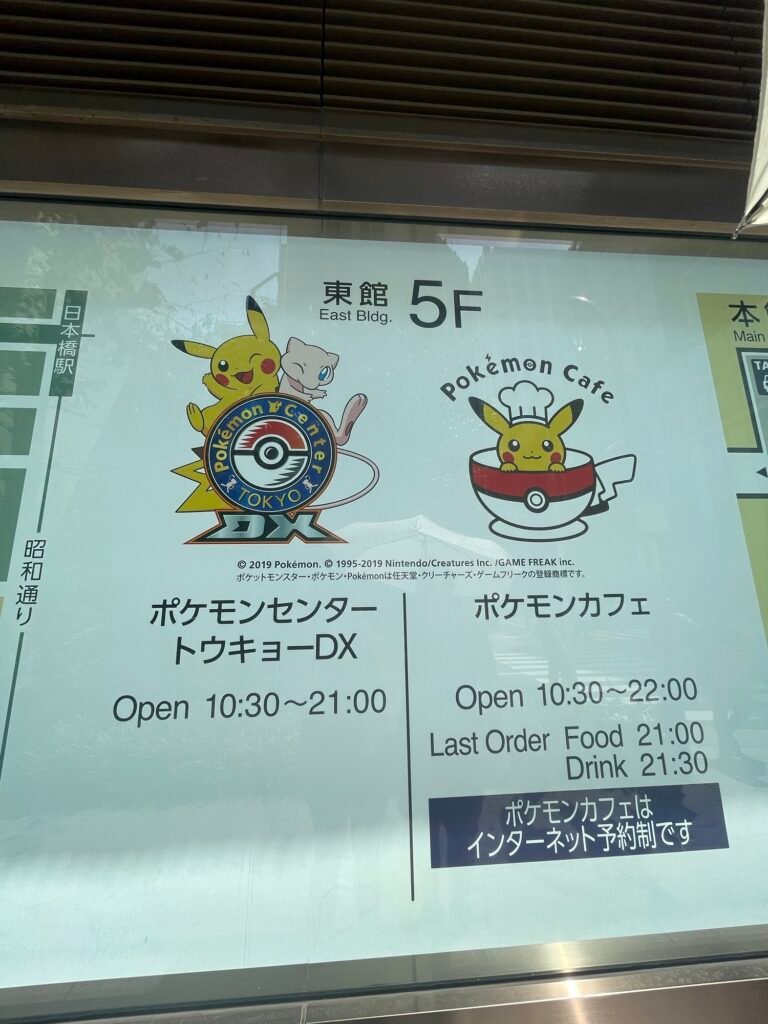 東館 5F
East Bldg.
Pokémon Center
TOKYO
DX
Pokémon Cafe
© 2019 Pokémon. © 1995-2019 Nintendo/Creatures Inc. /GAME FREAK inc.
ポケットモンスター・ポケモン・Pokémonは任天堂・クリーチャーズ・ゲームフリークの登録商標です。
ポケモンセンター
トウキョーDX
Open 10:30～21:00
ポケモンカフェ
Open 10:30～22:00
Last Order Food 21:00
Drink 21:30
ポケモンカフェは
インターネット予約制です
日本橋駅
昭和通り
本
Main
TA